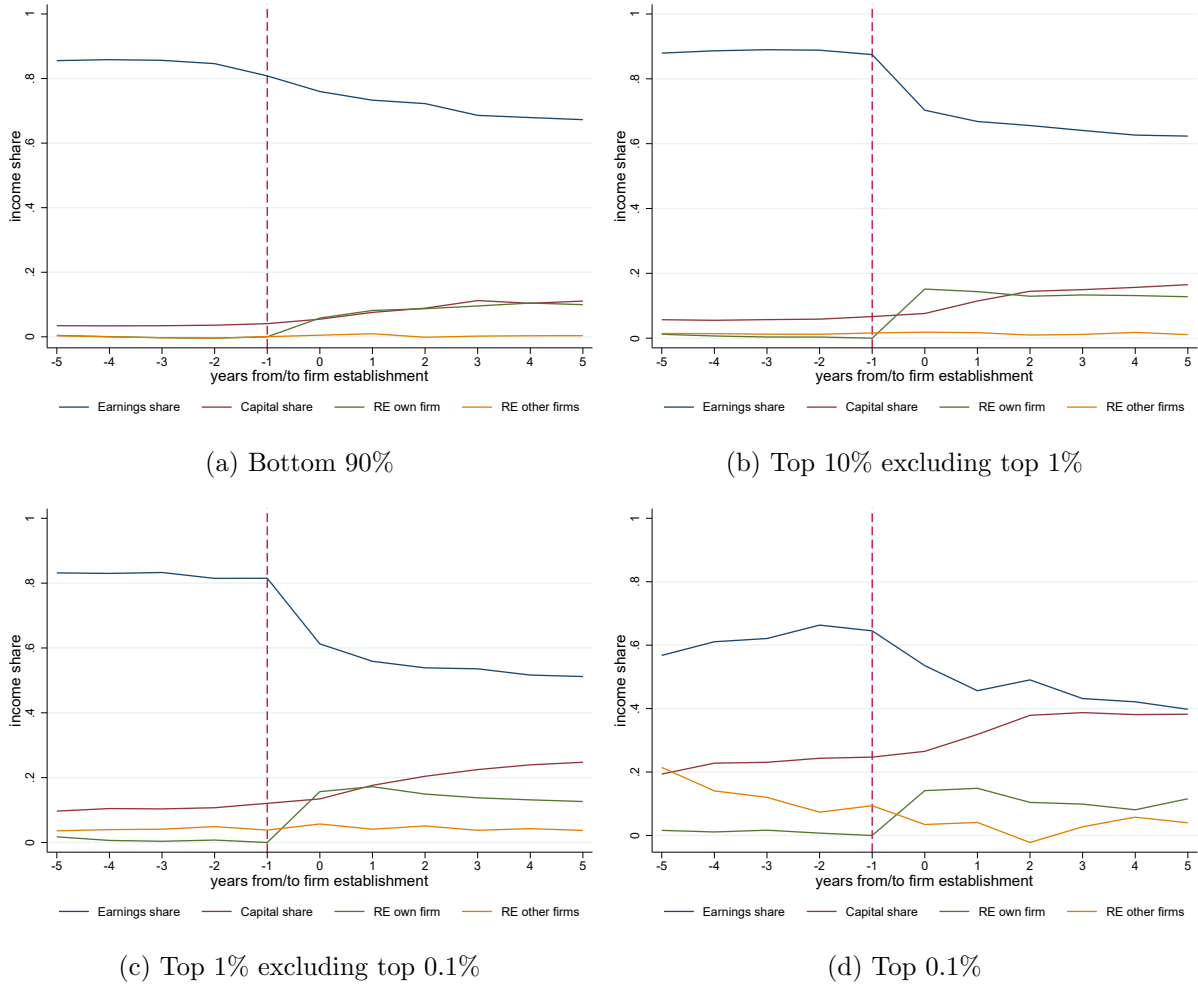 1
.8
.6
.4
.2
0
income share
-5 -4 -3 -2 -1 0 1 2 3 4 5
years from/to firm establishment
Earnings share Capital share RE own firm RE other firms
(a) Bottom 90%
1
.8
.6
.4
.2
0
income share
-5 -4 -3 -2 -1 0 1 2 3 4 5
years from/to firm establishment
Earnings share Capital share RE own firm RE other firms
(b) Top 10% excluding top 1%
1
.8
.6
.4
.2
0
income share
-5 -4 -3 -2 -1 0 1 2 3 4 5
years from/to firm establishment
Earnings share Capital share RE own firm RE other firms
(c) Top 1% excluding top 0.1%
1
.8
.6
.4
.2
0
income share
-5 -4 -3 -2 -1 0 1 2 3 4 5
years from/to firm establishment
Earnings share Capital share RE own firm RE other firms
(d) Top 0.1%